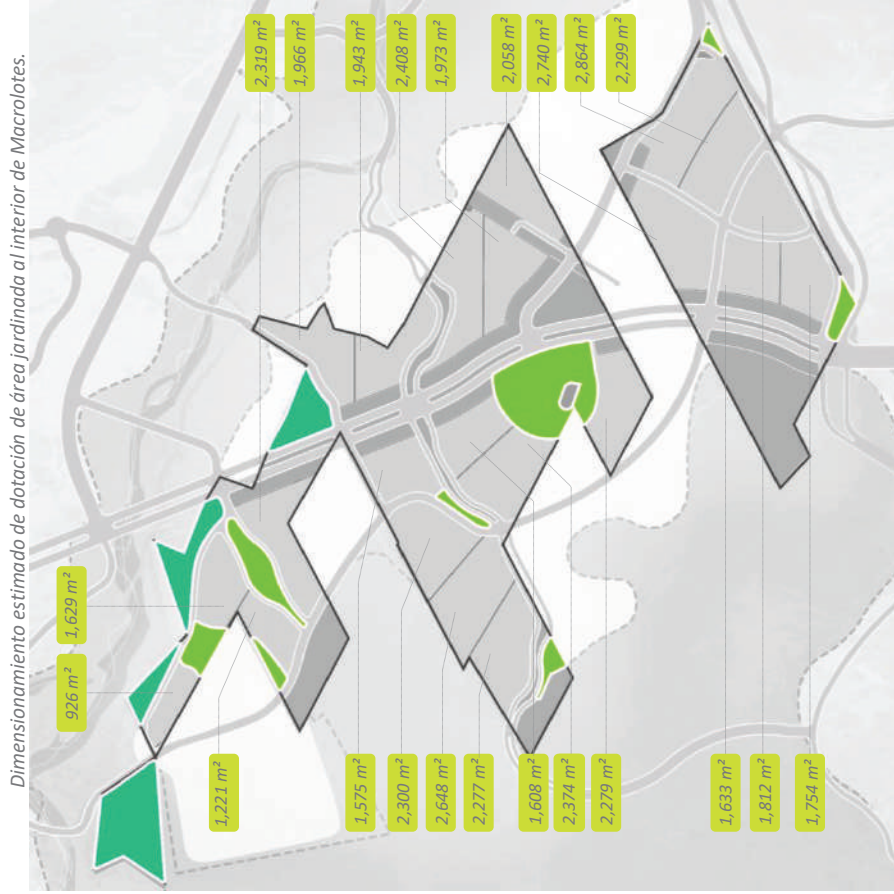 Dimensionamiento estimado de dotación de área jardinada al interior de Macrolotes.
2,319 m²
1,966 m²
1,943 m²
2,408 m²
1,973 m²
2,058 m²
2,740 m²
2,864 m²
2,299 m²
1,629 m²
926 m²
1,221 m²
1,575 m²
2,300 m²
2,648 m²
2,277 m²
1,608 m²
2,374 m²
2,279 m²
1,633 m²
1,812 m²
1,754 m²